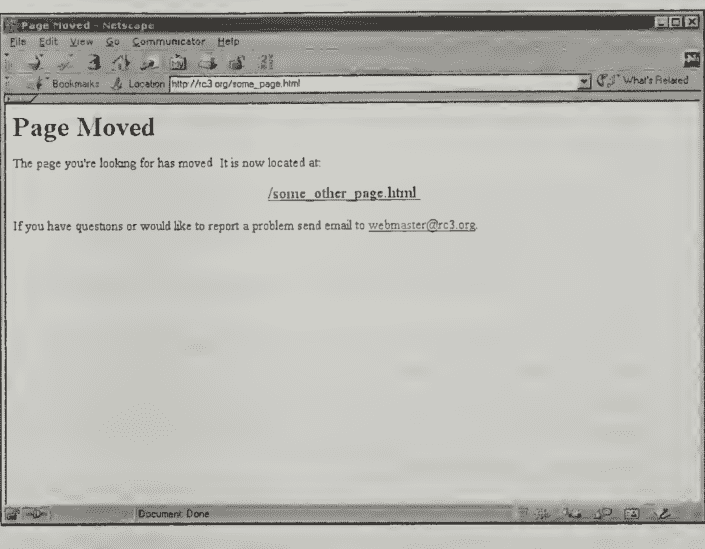 Page Moved - Netscape
File Edit View Go Communicator Help
Bookmarks Location http://rc3.org/some_page.html What's Related
Page Moved
The page you're looking for has moved. It is now located at:
/some_other_page.html
If you have questions or would like to report a problem send email to webmaster@rc3.org.
Document Done